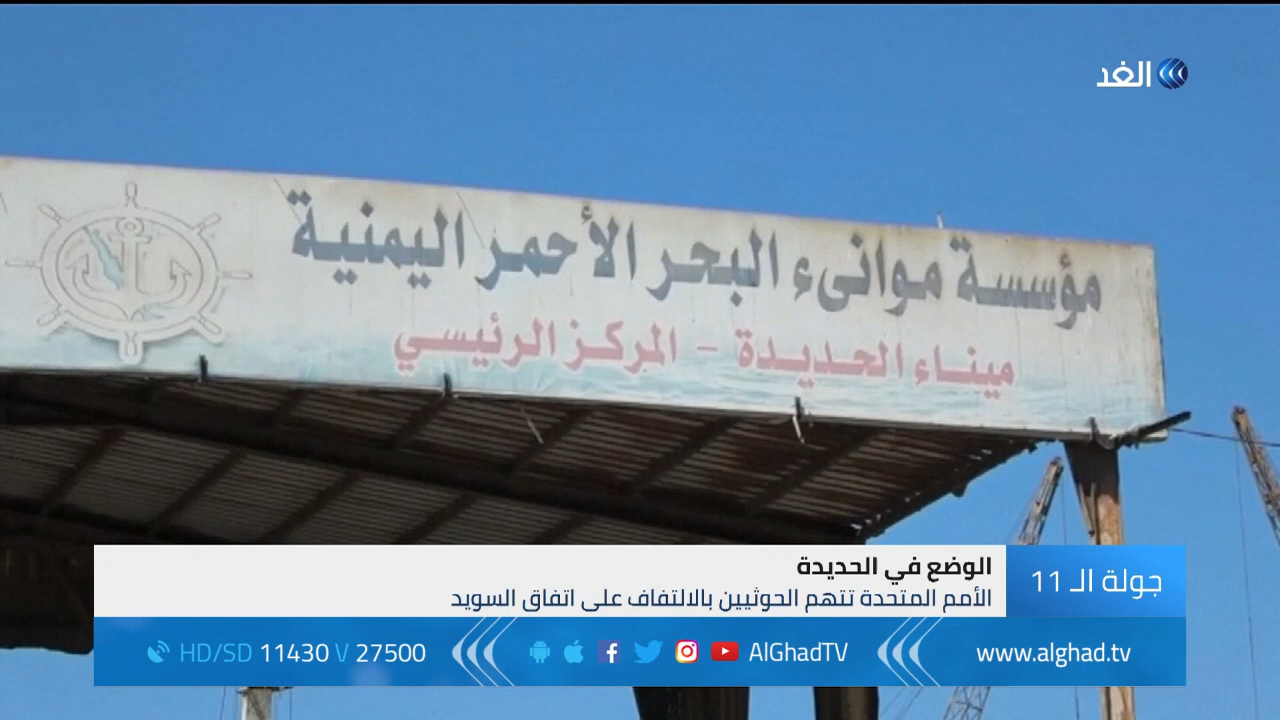 الغد
مؤسسة موانىء البحر الأحمر اليمنية
ميناء الحديدة - المركز الرئيسي
جولة الـ 11
الوضع في الحديدة
الأمم المتحدة تتهم الحوثيين بالالتفاف على اتفاق السويد
HD/SD 11430 V 27500
AlGhadTV
www.alghad.tv